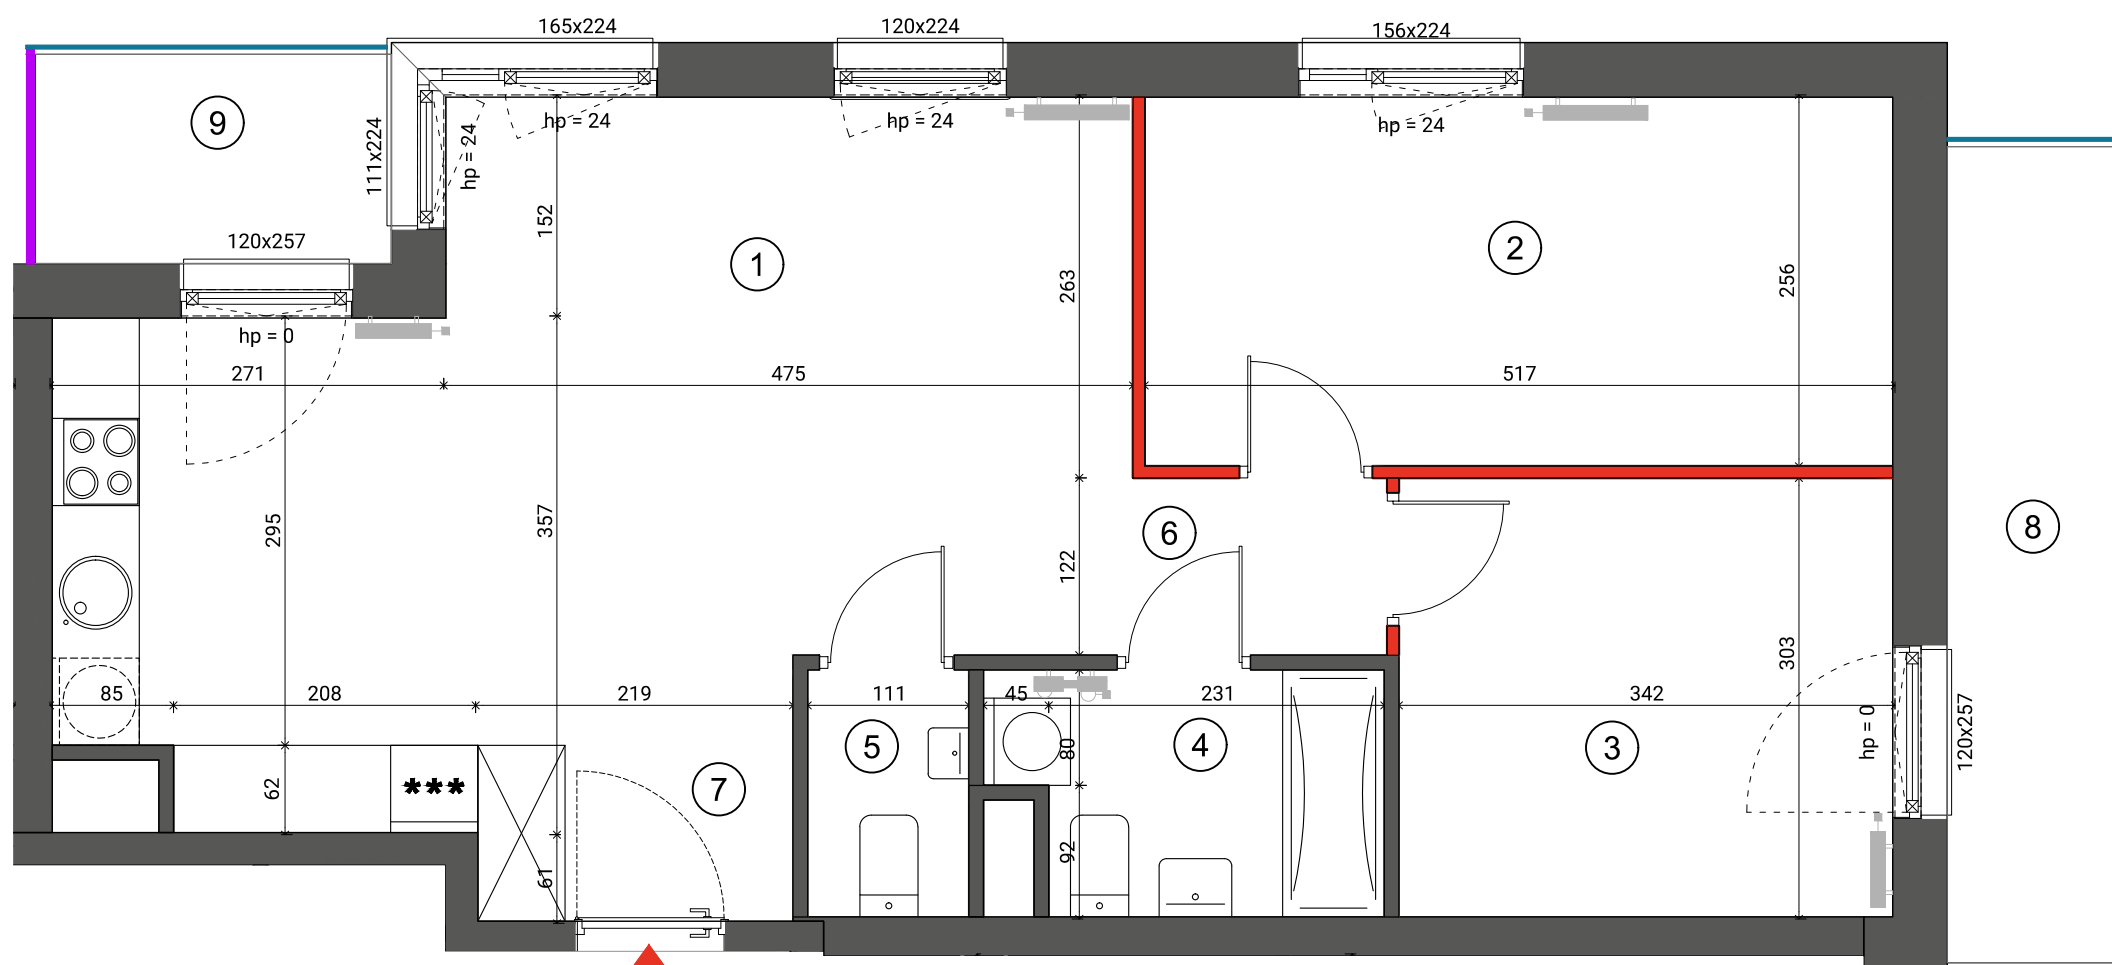 165x224
120x224
156x224
9
hp = 24
hp = 24
hp = 24
111x224
hp = 24
152
120x257
1
2
263
256
hp = 0
271
475
517
295
357
6
122
8
303
85
208
219
111
45
231
342
5
80
4
3
hp = 0
120x257
62
***
7
61
92